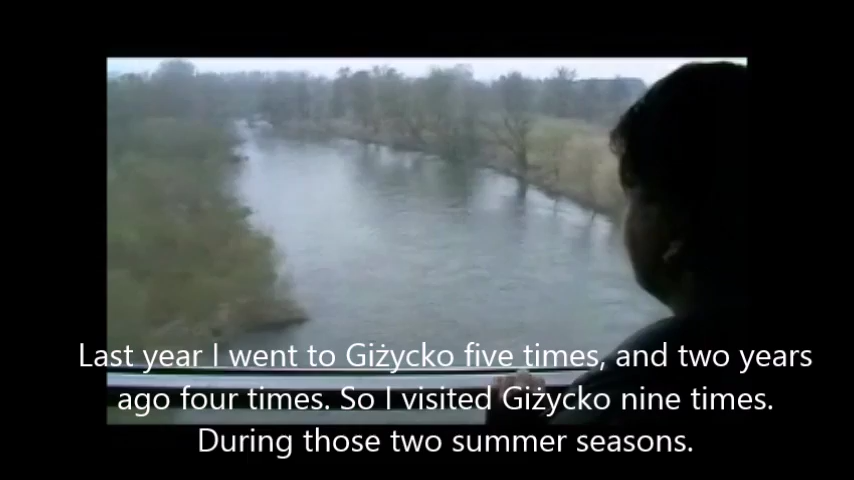 Last year I went to Giżycko five times, and two years
ago four times. So I visited Giżycko nine times.
During those two summer seasons.